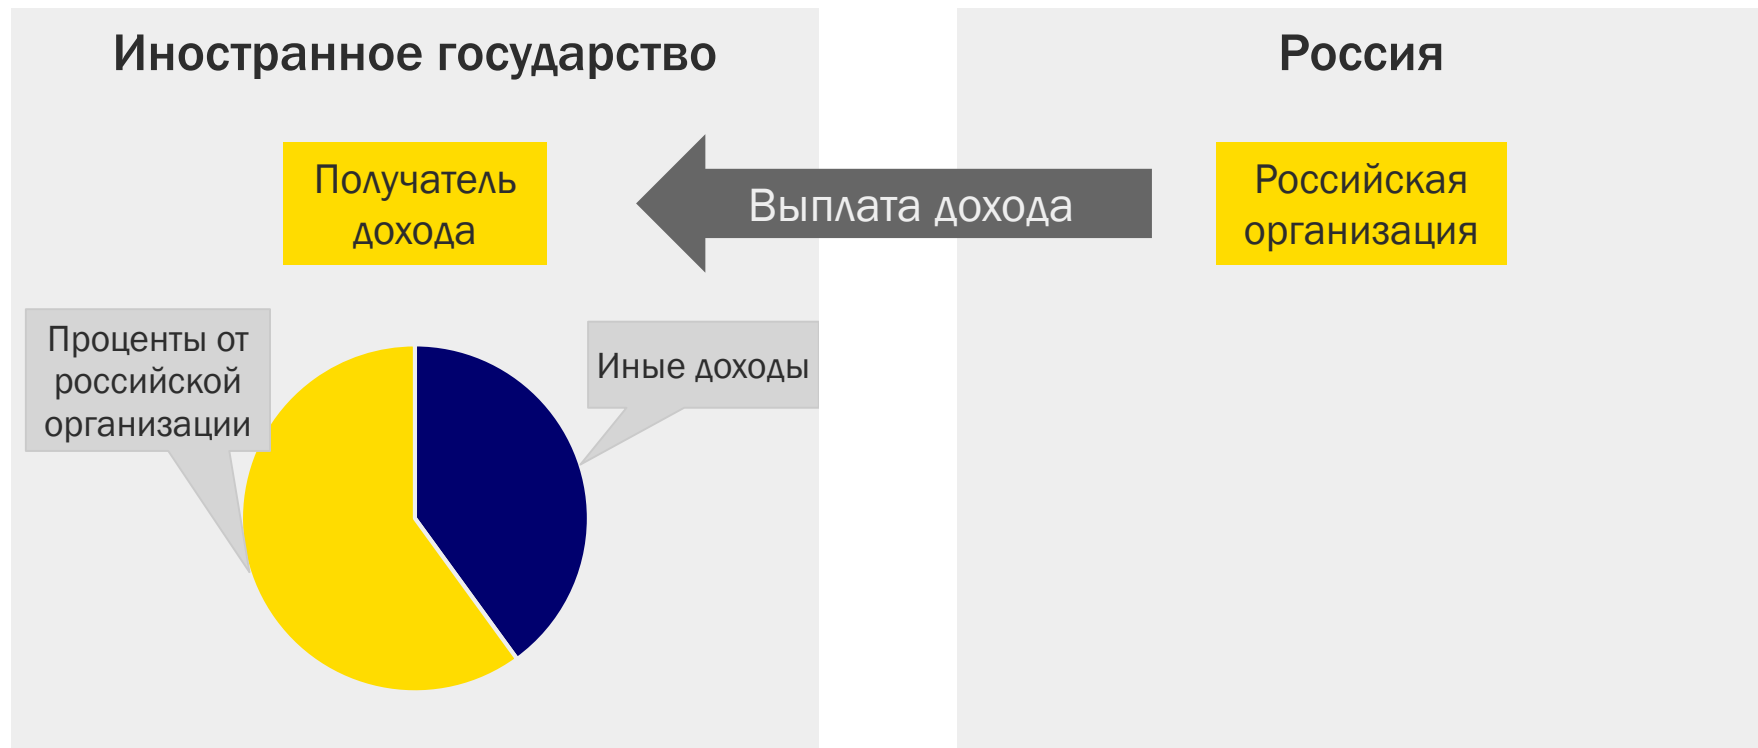 Иностранное государство
Россия
Получатель
дохода
Выплата дохода
Российская
организация
Проценты от
российской
организации
Иные доходы